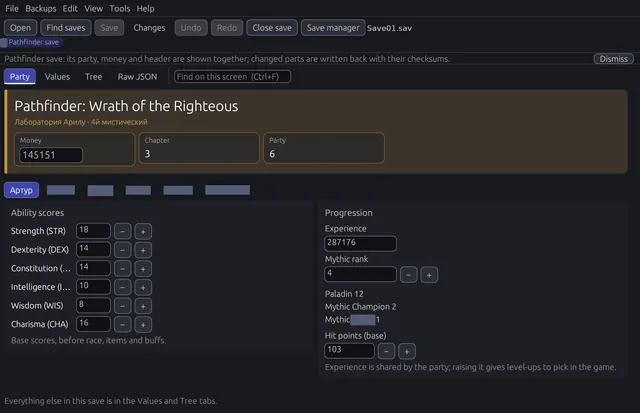 File Backups Edit View Tools Help
Open Find saves Save Changes Undo Redo Close save Save manager Save01.sav
Pathfinder save
Pathfinder save: its party, money and header are shown together; changed parts are written back with their checksums. Dismiss
Party Values Tree Raw JSON Find on this screen (Ctrl+F)
Pathfinder: Wrath of the Righteous
Лаборатория Арилу - 4й мистический
Money Chapter Party
145151 3 6
Артур
Ability scores
Strength (STR) 18 − +
Dexterity (DEX) 14 − +
Constitution (... 14 − +
Intelligence (I... 10 − +
Wisdom (WIS) 8 − +
Charisma (CHA) 16 − +
Base scores, before race, items and buffs.
Progression
Experience
287176
Mythic rank
4 − +
Paladin 12
Mythic Champion 2
Mythic 1
Hit points (base)
103 − +
Experience is shared by the party; raising it gives level-ups to pick in the game.
Everything else in this save is in the Values and Tree tabs.